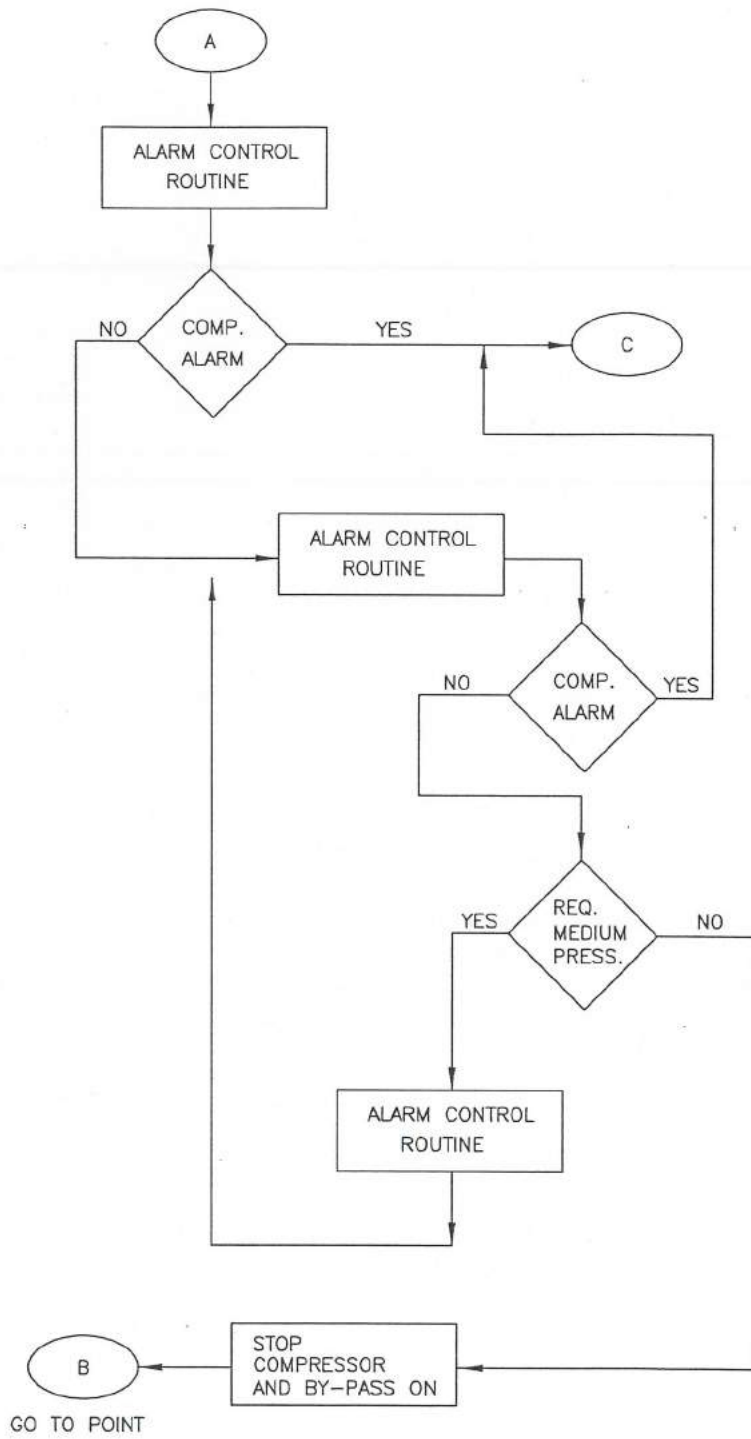 A
ALARM CONTROL
ROUTINE
NO
COMP.
ALARM
YES
C
ALARM CONTROL
ROUTINE
NO
COMP.
ALARM
YES
YES
REQ.
MEDIUM
PRESS.
NO
ALARM CONTROL
ROUTINE
B
STOP
COMPRESSOR
AND BY-PASS ON
GO TO POINT